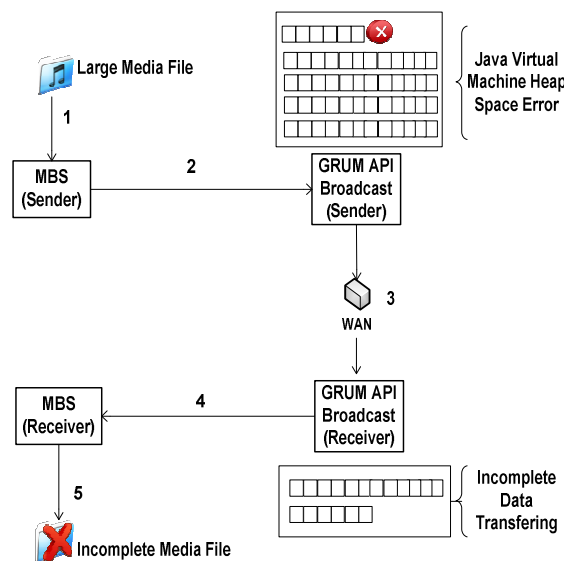 Large Media File
Java Virtual
Machine Heap
Space Error
1
2
MBS
(Sender)
GRUM API
Broadcast
(Sender)
3
WAN
MBS
(Receiver)
4
GRUM API
Broadcast
(Receiver)
5
Incomplete
Data
Transfering
Incomplete Media File